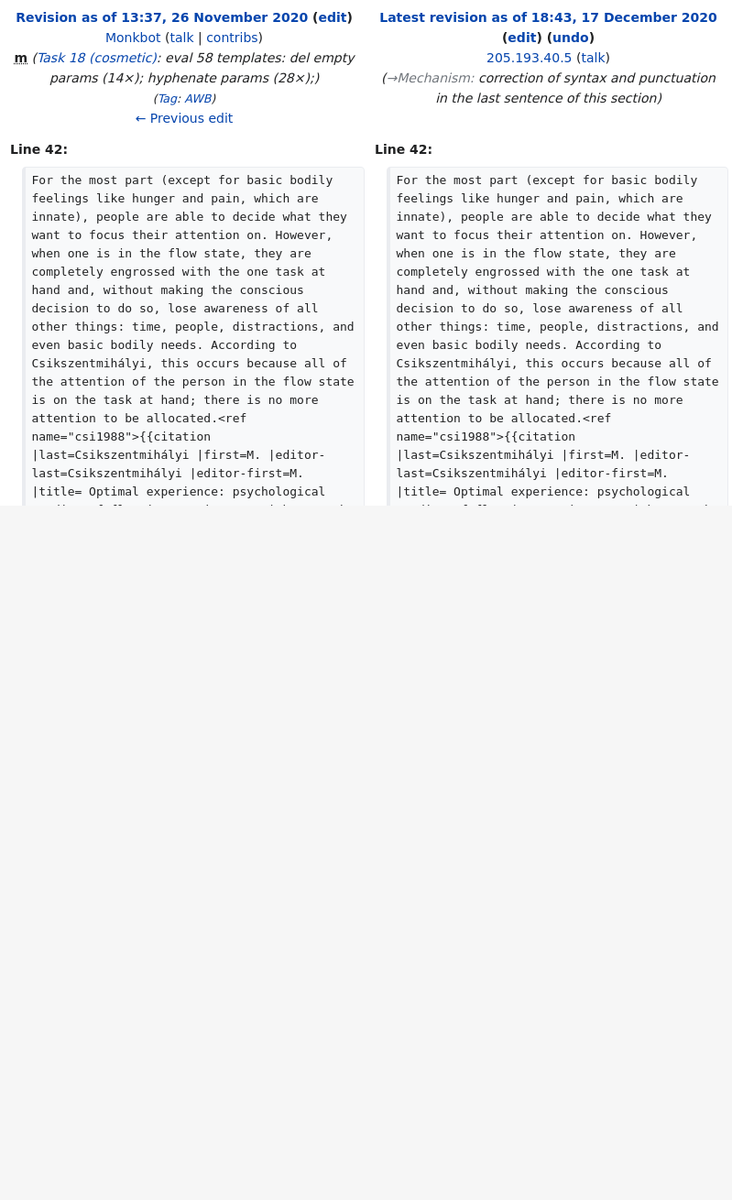 Revision as of 13:37, 26 November 2020 (edit)
Monkbot (talk | contribs)
m (Task 18 (cosmetic): eval 58 templates: del empty
params (14×); hyphenate params (28×);)
(Tag: AWB)
← Previous edit
Latest revision as of 18:43, 17 December 2020
(edit) (undo)
205.193.40.5 (talk)
(→Mechanism: correction of syntax and punctuation
in the last sentence of this section)
Line 42:
For the most part (except for basic bodily
feelings like hunger and pain, which are
innate), people are able to decide what they
want to focus their attention on. However,
when one is in the flow state, they are
completely engrossed with the one task at
hand and, without making the conscious
decision to do so, lose awareness of all
other things: time, people, distractions, and
even basic bodily needs. According to
Csikszentmihályi, this occurs because all of
the attention of the person in the flow state
is on the task at hand; there is no more
attention to be allocated.<ref
name="csi1988">{{citation
|last=Csikszentmihályi |first=M. |editor-
last=Csikszentmihályi |editor-first=M.
|title= Optimal experience: psychological
Line 42:
For the most part (except for basic bodily
feelings like hunger and pain, which are
innate), people are able to decide what they
want to focus their attention on. However,
when one is in the flow state, they are
completely engrossed with the one task at
hand and, without making the conscious
decision to do so, lose awareness of all
other things: time, people, distractions, and
even basic bodily needs. According to
Csikszentmihályi, this occurs because all of
the attention of the person in the flow state
is on the task at hand; there is no more
attention to be allocated.<ref
name="csi1988">{{citation
|last=Csikszentmihályi |first=M. |editor-
last=Csikszentmihályi |editor-first=M.
|title= Optimal experience: psychological